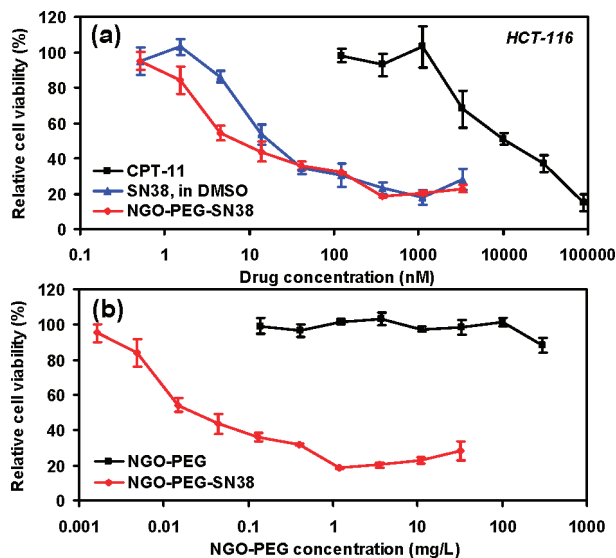 (a)
HCT-116
Relative cell viability (%)
120
100
80
60
40
20
0
CPT-11
SN38, in DMSO
NGO-PEG-SN38
0.1 1 10 100 1000 10000 100000
Drug concentration (nM)
(b)
Relative cell viability (%)
120
100
80
60
40
20
0
NGO-PEG
NGO-PEG-SN38
0.001 0.01 0.1 1 10 100 1000
NGO-PEG concentration (mg/L)